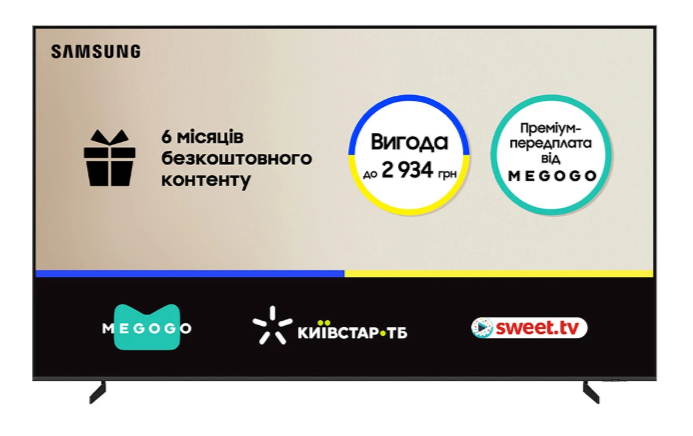 SAMSUNG
6 місяців
безкоштовного
контенту
Вигода
до 2 934 грн
Преміум-
передплата
від
MEGOGO
MEGOGO
КИЇВСТАР•ТБ
sweet.tv